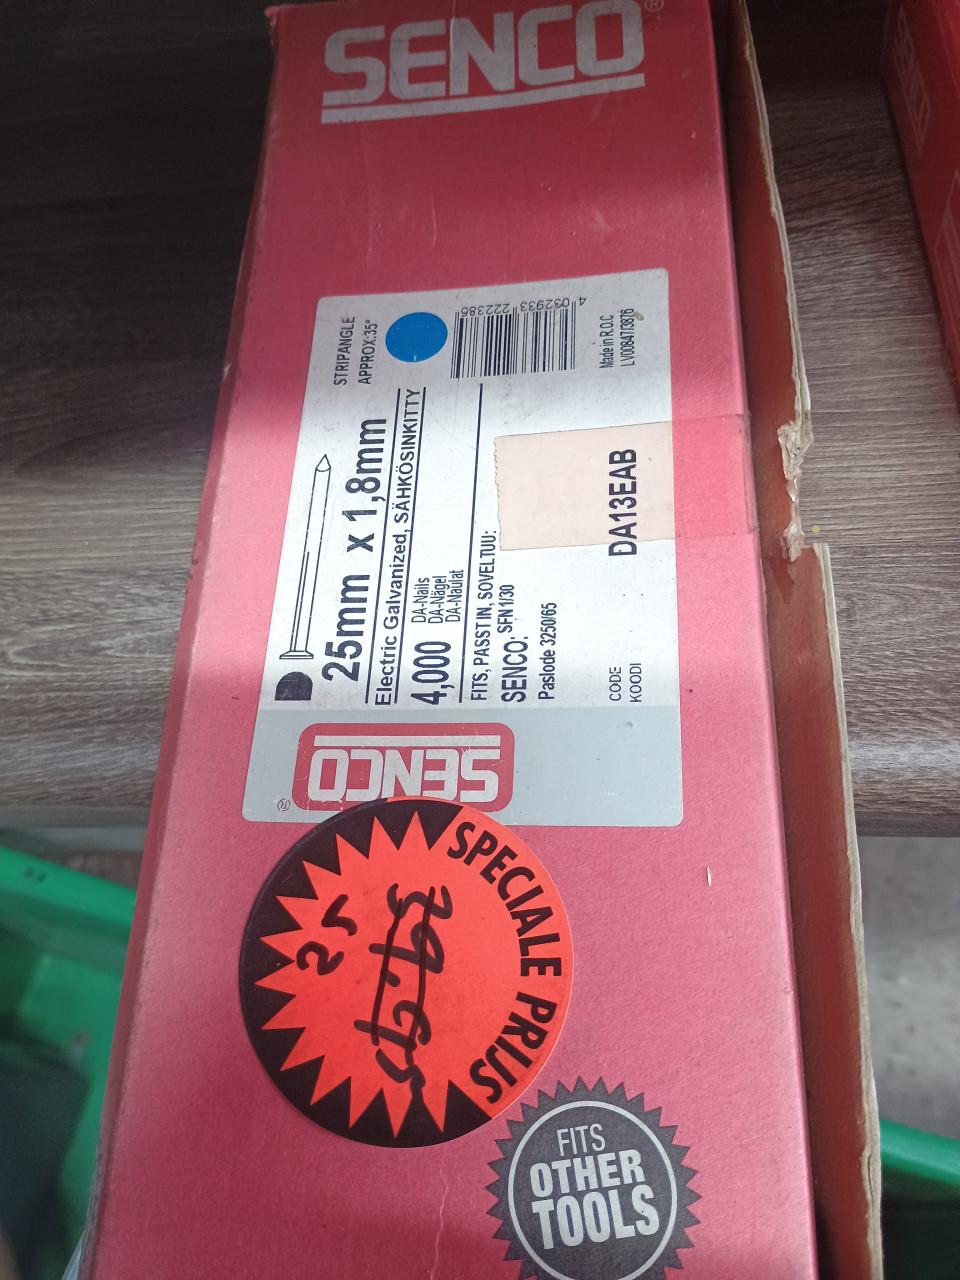 SENCO®
STRIPANGLE
APPROX:35°
25mm x 1,8mm
Electric Galvanized, SÄHKÖSINKITTY
4,000
DA-Nails
DA-Nägel
DA-Naulat
FITS, PASST IN, SOVELTUU:
SENCO; SFN1/30
Paslode 3250/65
CODE
KOODI
DA13EAB
4 032933 222386
Made in R.O.C
LV0084773876
SENCO®
SPECIALE PRIJS
FITS
OTHER
TOOLS